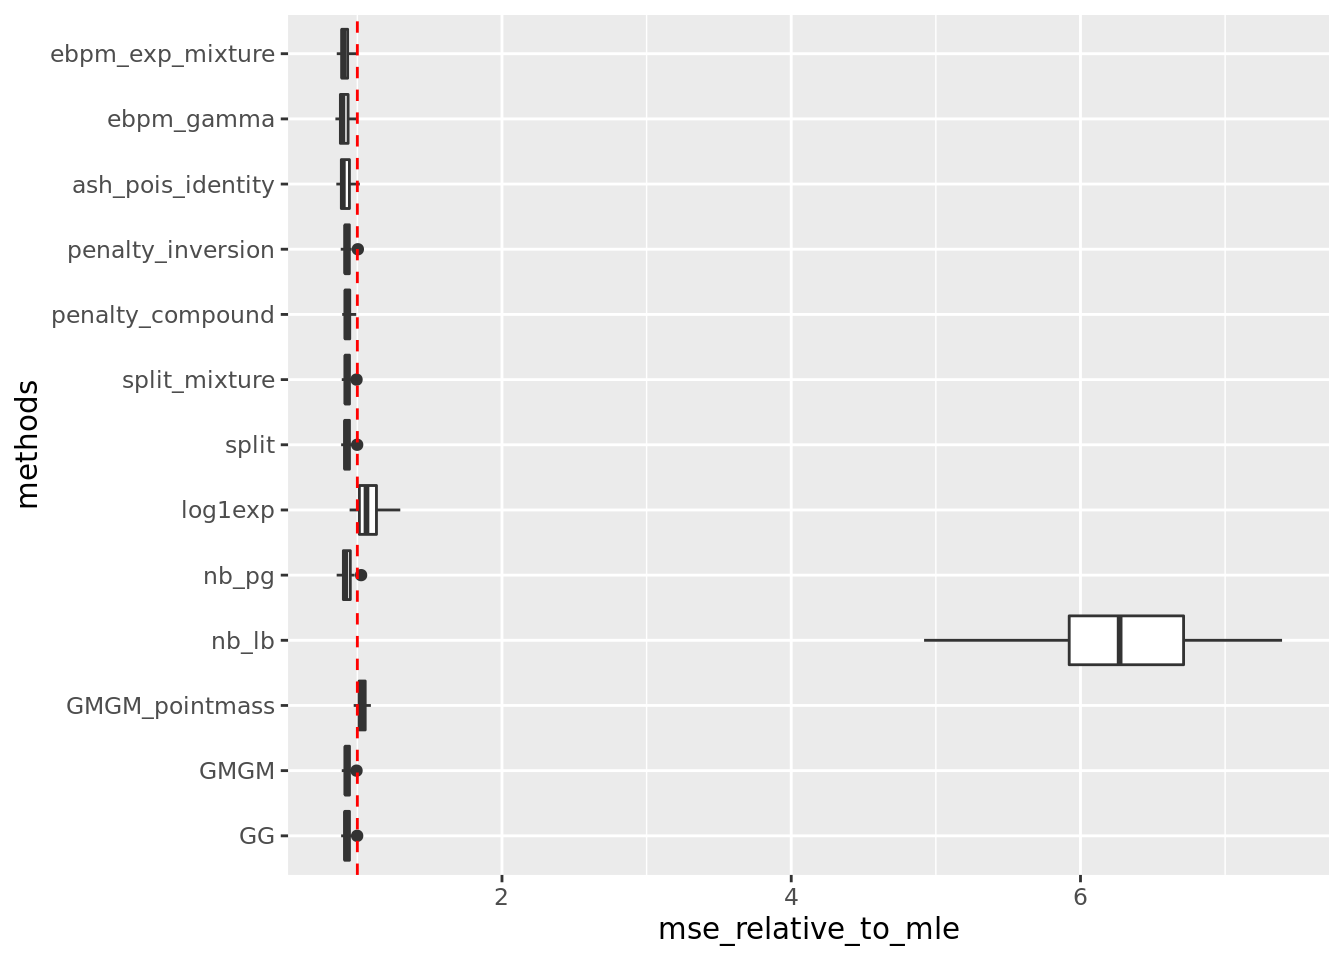 ebpm_exp_mixture
ebpm_gamma
ash_pois_identity
penalty_inversion
penalty_compound
split_mixture
split
log1exp
nb_pg
nb_lb
GMGM_pointmass
GMGM
GG
methods
2 4 6
mse_relative_to_mle